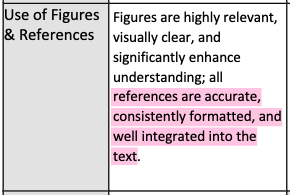 Use of Figures
& References
Figures are highly relevant,
visually clear, and
significantly enhance
understanding; all
references are accurate,
consistently formatted, and
well integrated into the
text.